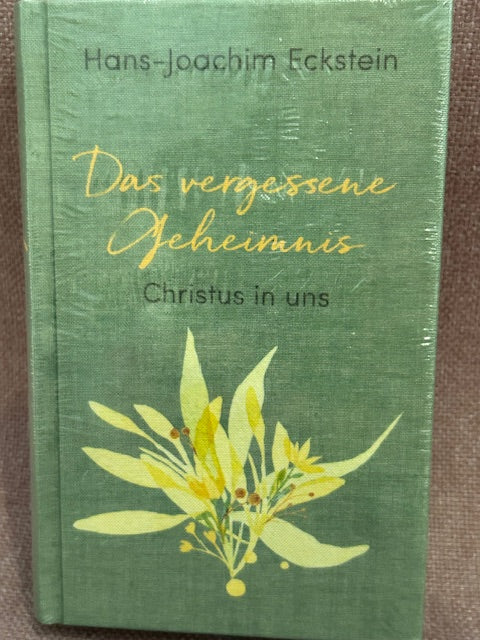 Hans-Joachim Eckstein
Das vergessene
Geheimnis
Christus in uns